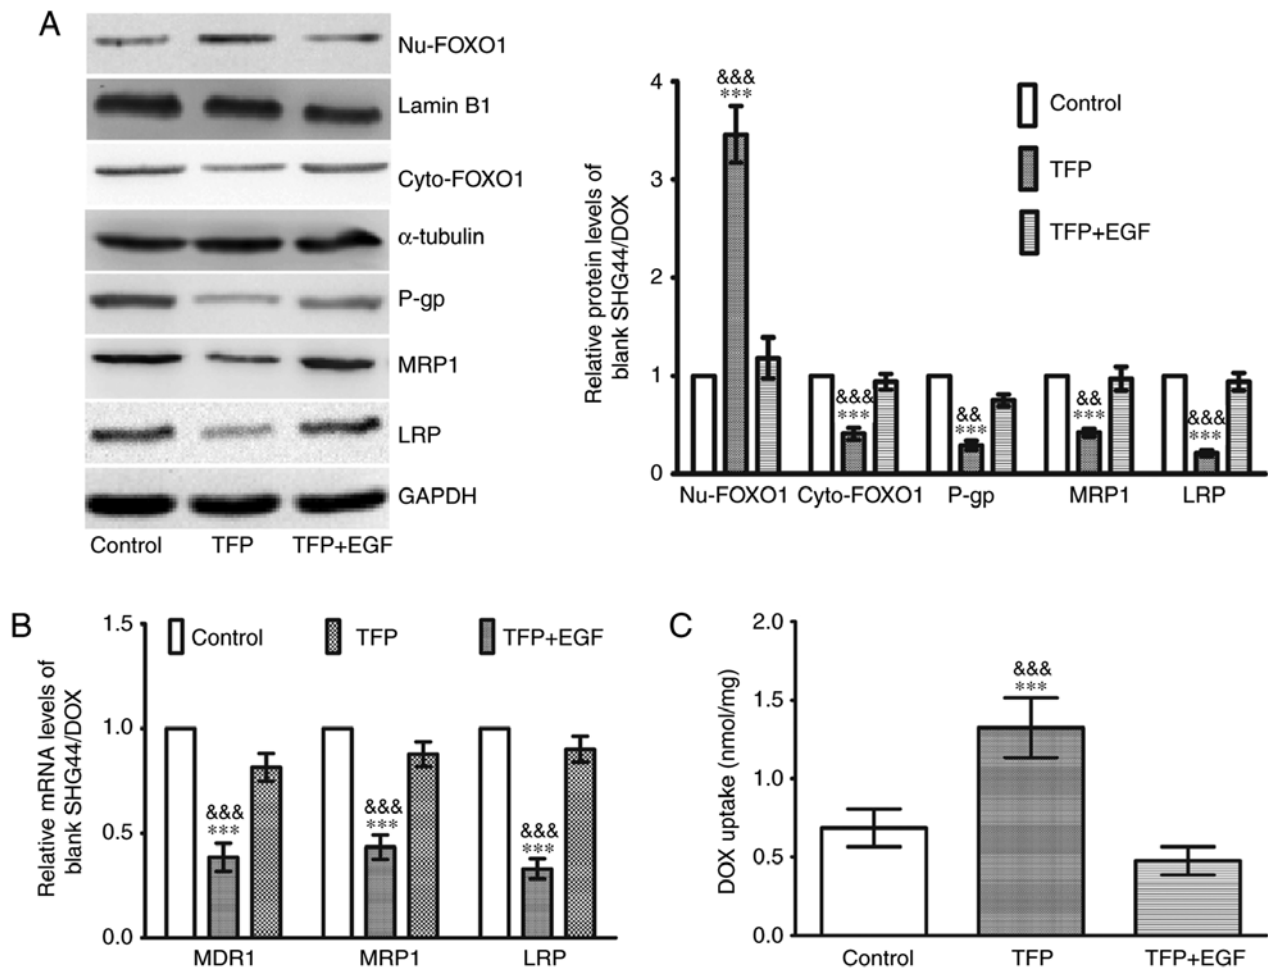 A
Nu-FOXO1
Lamin B1
Cyto-FOXO1
α-tubulin
P-gp
MRP1
LRP
GAPDH
Control TFP TFP+EGF
Relative protein levels of
blank SHG44/DOX
4
3
2
1
0
&&&
***
&&&
***
&&
***
&&
***
&&&
***
Control
TFP
TFP+EGF
Nu-FOXO1 Cyto-FOXO1 P-gp MRP1 LRP
B
Relative mRNA levels of
blank SHG44/DOX
1.5
1.0
0.5
0.0
Control TFP TFP+EGF
&&&
***
&&&
***
&&&
***
MDR1 MRP1 LRP
C
DOX uptake (nmol/mg)
2.0
1.5
1.0
0.5
0.0
&&&
***
Control TFP TFP+EGF